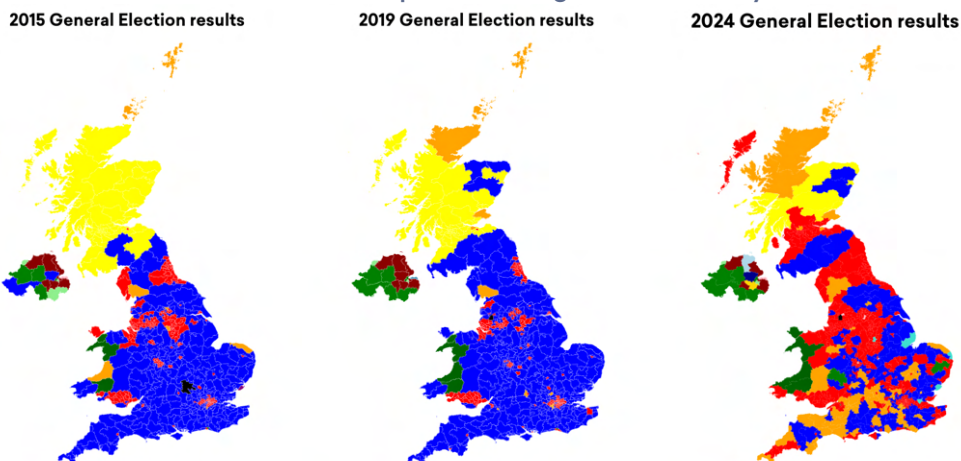 2015 General Election results
2019 General Election results
2024 General Election results